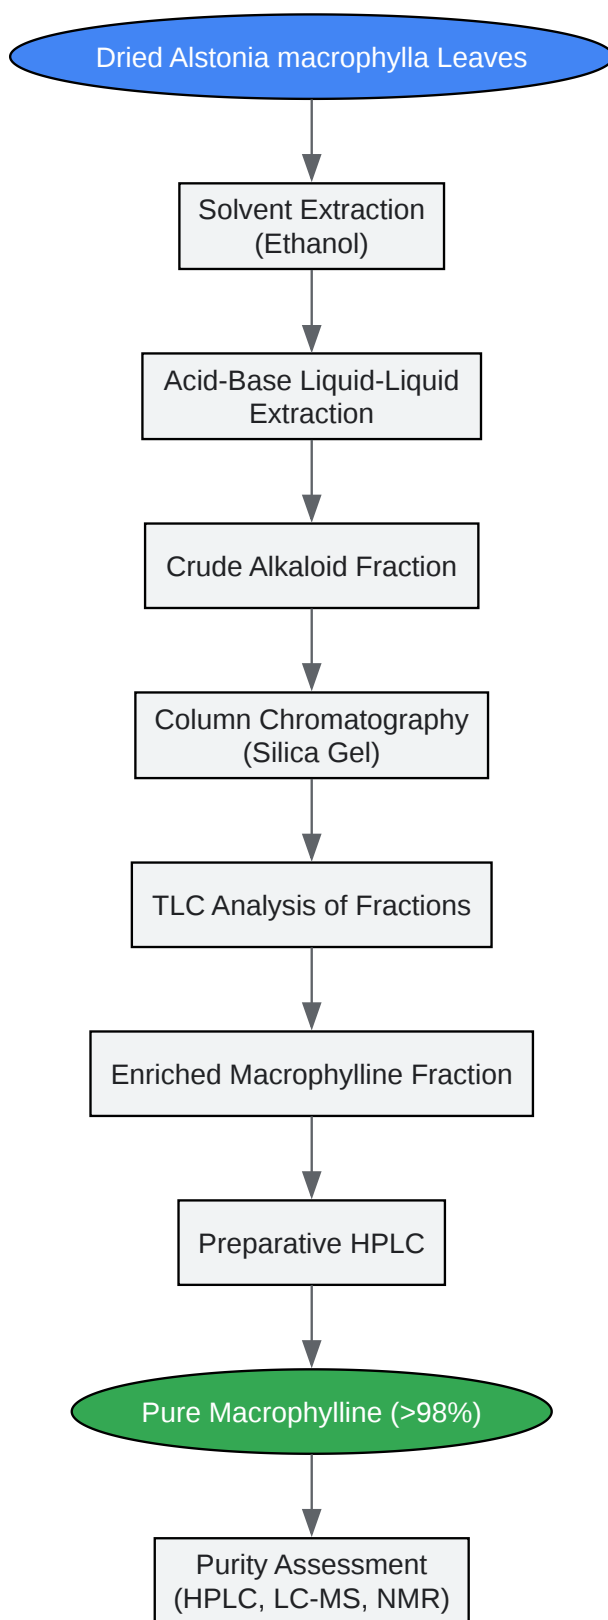 Dried Alstonia macrophylla Leaves
Solvent Extraction
(Ethanol)
Acid-Base Liquid-Liquid
Extraction
Crude Alkaloid Fraction
Column Chromatography
(Silica Gel)
TLC Analysis of Fractions
Enriched Macrophylline Fraction
Preparative HPLC
Pure Macrophylline (>98%)
Purity Assessment
(HPLC, LC-MS, NMR)